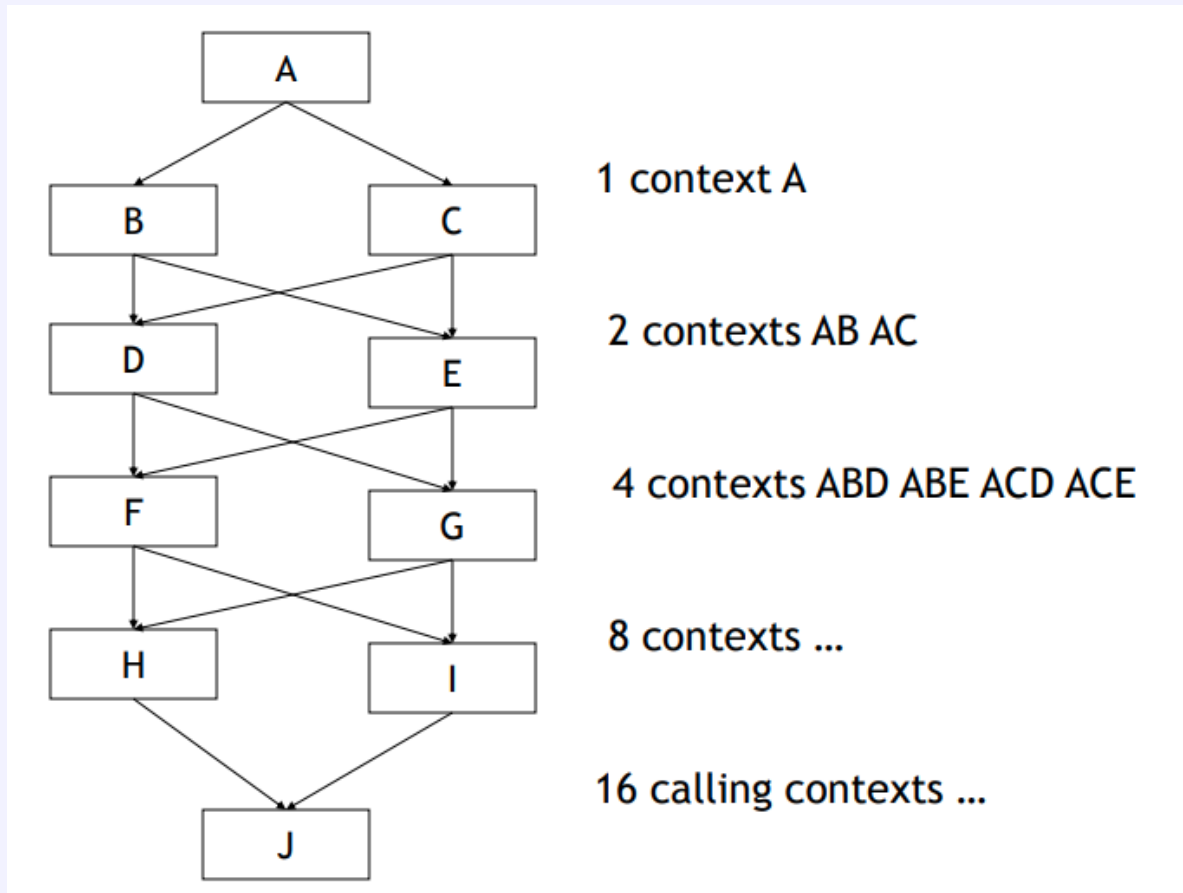 A
1 context A
B
C
2 contexts AB AC
D
E
4 contexts ABD ABE ACD ACE
F
G
8 contexts ...
H
I
16 calling contexts ...
J